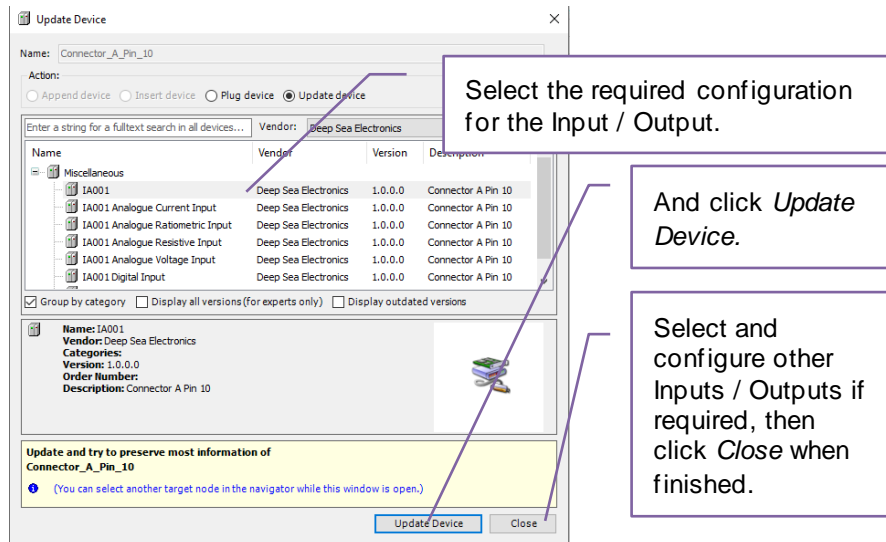 Update Device
Name: Connector_A_Pin_10
Action:
Append device Insert device Plug device Update device
Enter a string for a fulltext search in all devices... Vendor: Deep Sea Electronics
Name Vendor Version Description
Miscellaneous
IA001 Deep Sea Electronics 1.0.0.0 Connector A Pin 10
IA001 Analogue Current Input Deep Sea Electronics 1.0.0.0 Connector A Pin 10
IA001 Analogue Ratiometric Input Deep Sea Electronics 1.0.0.0 Connector A Pin 10
IA001 Analogue Resistive Input Deep Sea Electronics 1.0.0.0 Connector A Pin 10
IA001 Analogue Voltage Input Deep Sea Electronics 1.0.0.0 Connector A Pin 10
IA001 Digital Input Deep Sea Electronics 1.0.0.0 Connector A Pin 10
Group by category Display all versions (for experts only) Display outdated versions
Name: IA001
Vendor: Deep Sea Electronics
Categories:
Version: 1.0.0.0
Order Number:
Description: Connector A Pin 10
Update and try to preserve most information of
Connector_A_Pin_10
(You can select another target node in the navigator while this window is open.)
Update Device Close
Select the required configuration
for the Input / Output.
And click Update
Device.
Select and
configure other
Inputs / Outputs if
required, then
click Close when
finished.